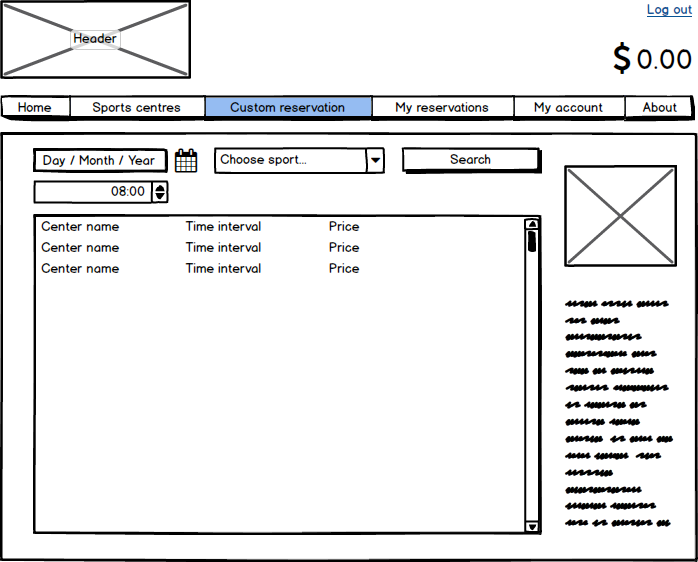 Log out
Header
$ 0.00
Home Sports centres Custom reservation My reservations My account About
Day / Month / Year Choose sport... Search
08:00
Center name Time interval Price
Center name Time interval Price
Center name Time interval Price